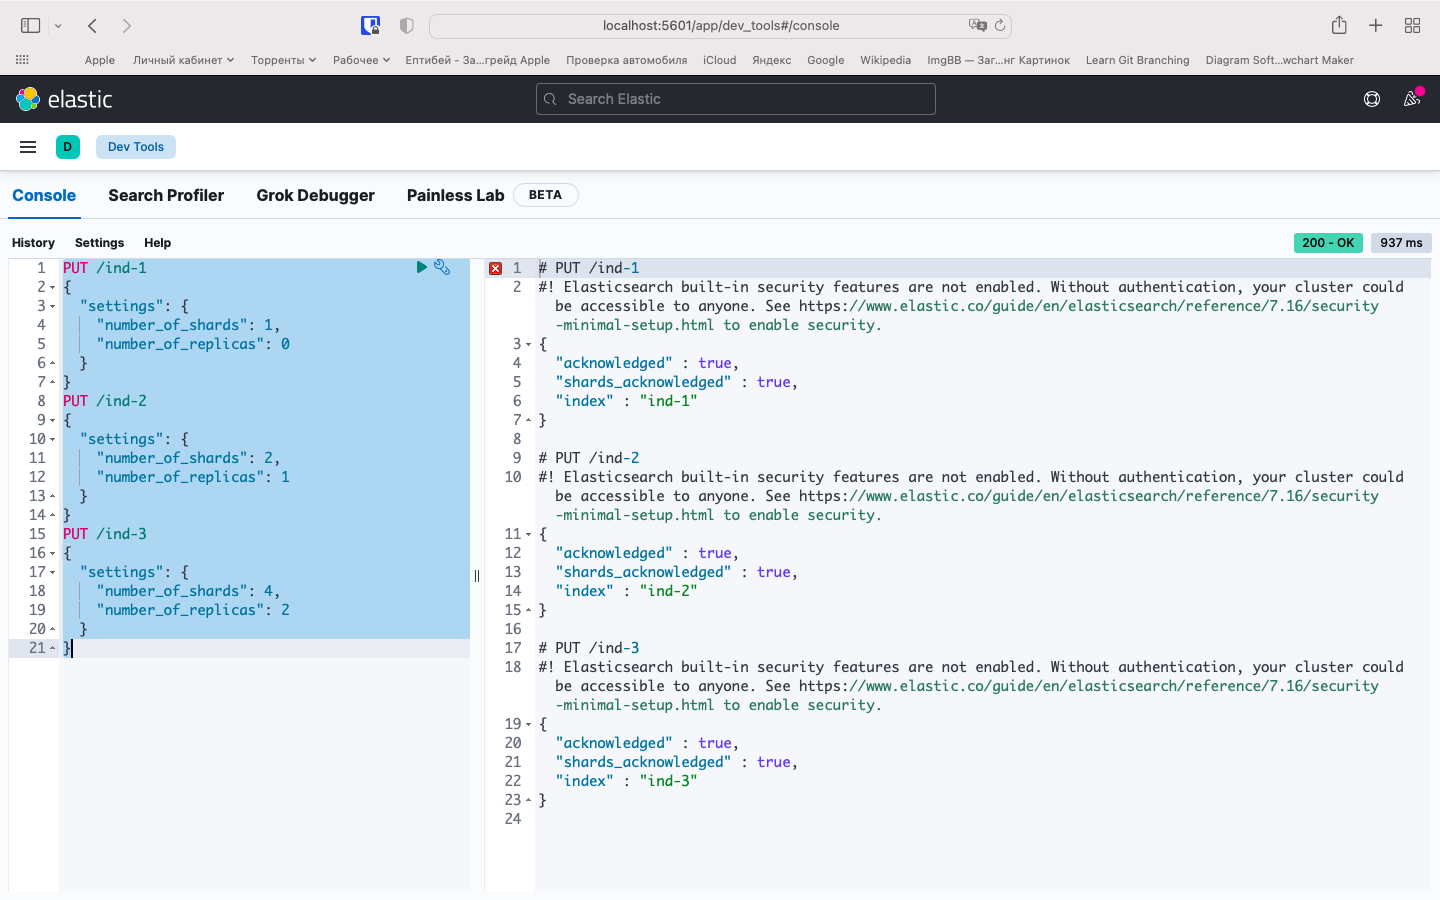 localhost:5601/app/dev_tools#/console
Apple Личный кабинет Торренты Рабочее Ептибей - За...грейд Apple Проверка автомобиля iCloud Яндекс Google Wikipedia ImgBB — Заг...нг Картинок Learn Git Branching Diagram Soft...wchart Maker
elastic Search Elastic
D Dev Tools
Console Search Profiler Grok Debugger Painless Lab BETA
History Settings Help 200 - OK 937 ms
1 PUT /ind-1
2 {
3 "settings": {
4 "number_of_shards": 1,
5 "number_of_replicas": 0
6 }
7 }
8 PUT /ind-2
9 {
10 "settings": {
11 "number_of_shards": 2,
12 "number_of_replicas": 1
13 }
14 }
15 PUT /ind-3
16 {
17 "settings": {
18 "number_of_shards": 4,
19 "number_of_replicas": 2
20 }
21 }
1 # PUT /ind-1
2 #! Elasticsearch built-in security features are not enabled. Without authentication, your cluster could
be accessible to anyone. See https://www.elastic.co/guide/en/elasticsearch/reference/7.16/security
-minimal-setup.html to enable security.
3 {
4 "acknowledged" : true,
5 "shards_acknowledged" : true,
6 "index" : "ind-1"
7 }
8
9 # PUT /ind-2
10 #! Elasticsearch built-in security features are not enabled. Without authentication, your cluster could
be accessible to anyone. See https://www.elastic.co/guide/en/elasticsearch/reference/7.16/security
-minimal-setup.html to enable security.
11 {
12 "acknowledged" : true,
13 "shards_acknowledged" : true,
14 "index" : "ind-2"
15 }
16
17 # PUT /ind-3
18 #! Elasticsearch built-in security features are not enabled. Without authentication, your cluster could
be accessible to anyone. See https://www.elastic.co/guide/en/elasticsearch/reference/7.16/security
-minimal-setup.html to enable security.
19 {
20 "acknowledged" : true,
21 "shards_acknowledged" : true,
22 "index" : "ind-3"
23 }
24